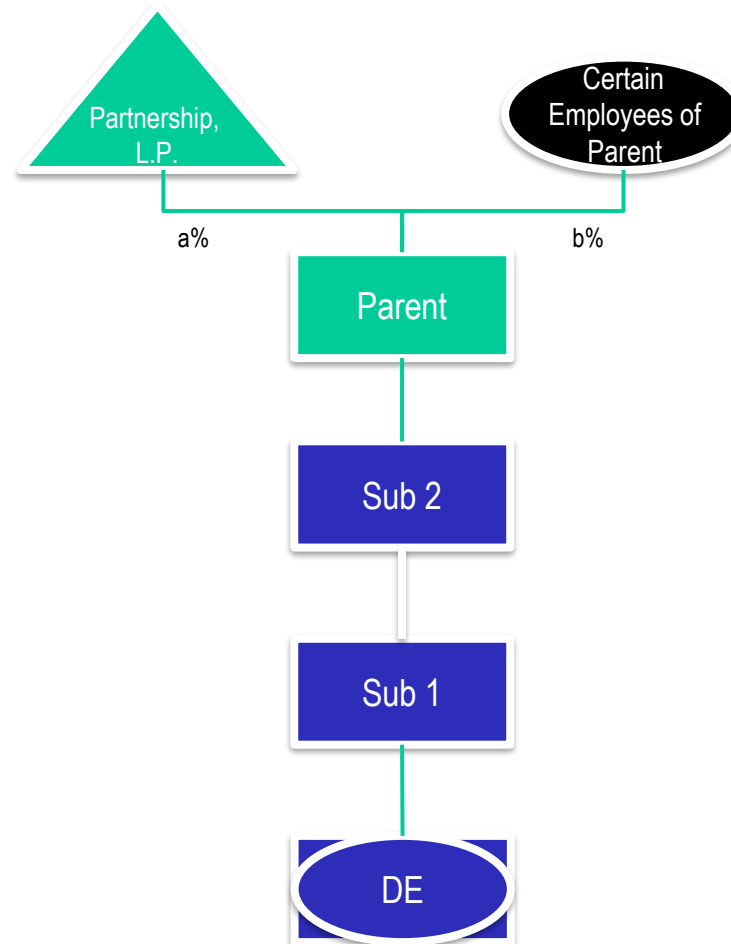 Partnership,
L.P.
Certain
Employees of
Parent
a%
b%
Parent
Sub 2
Sub 1
DE